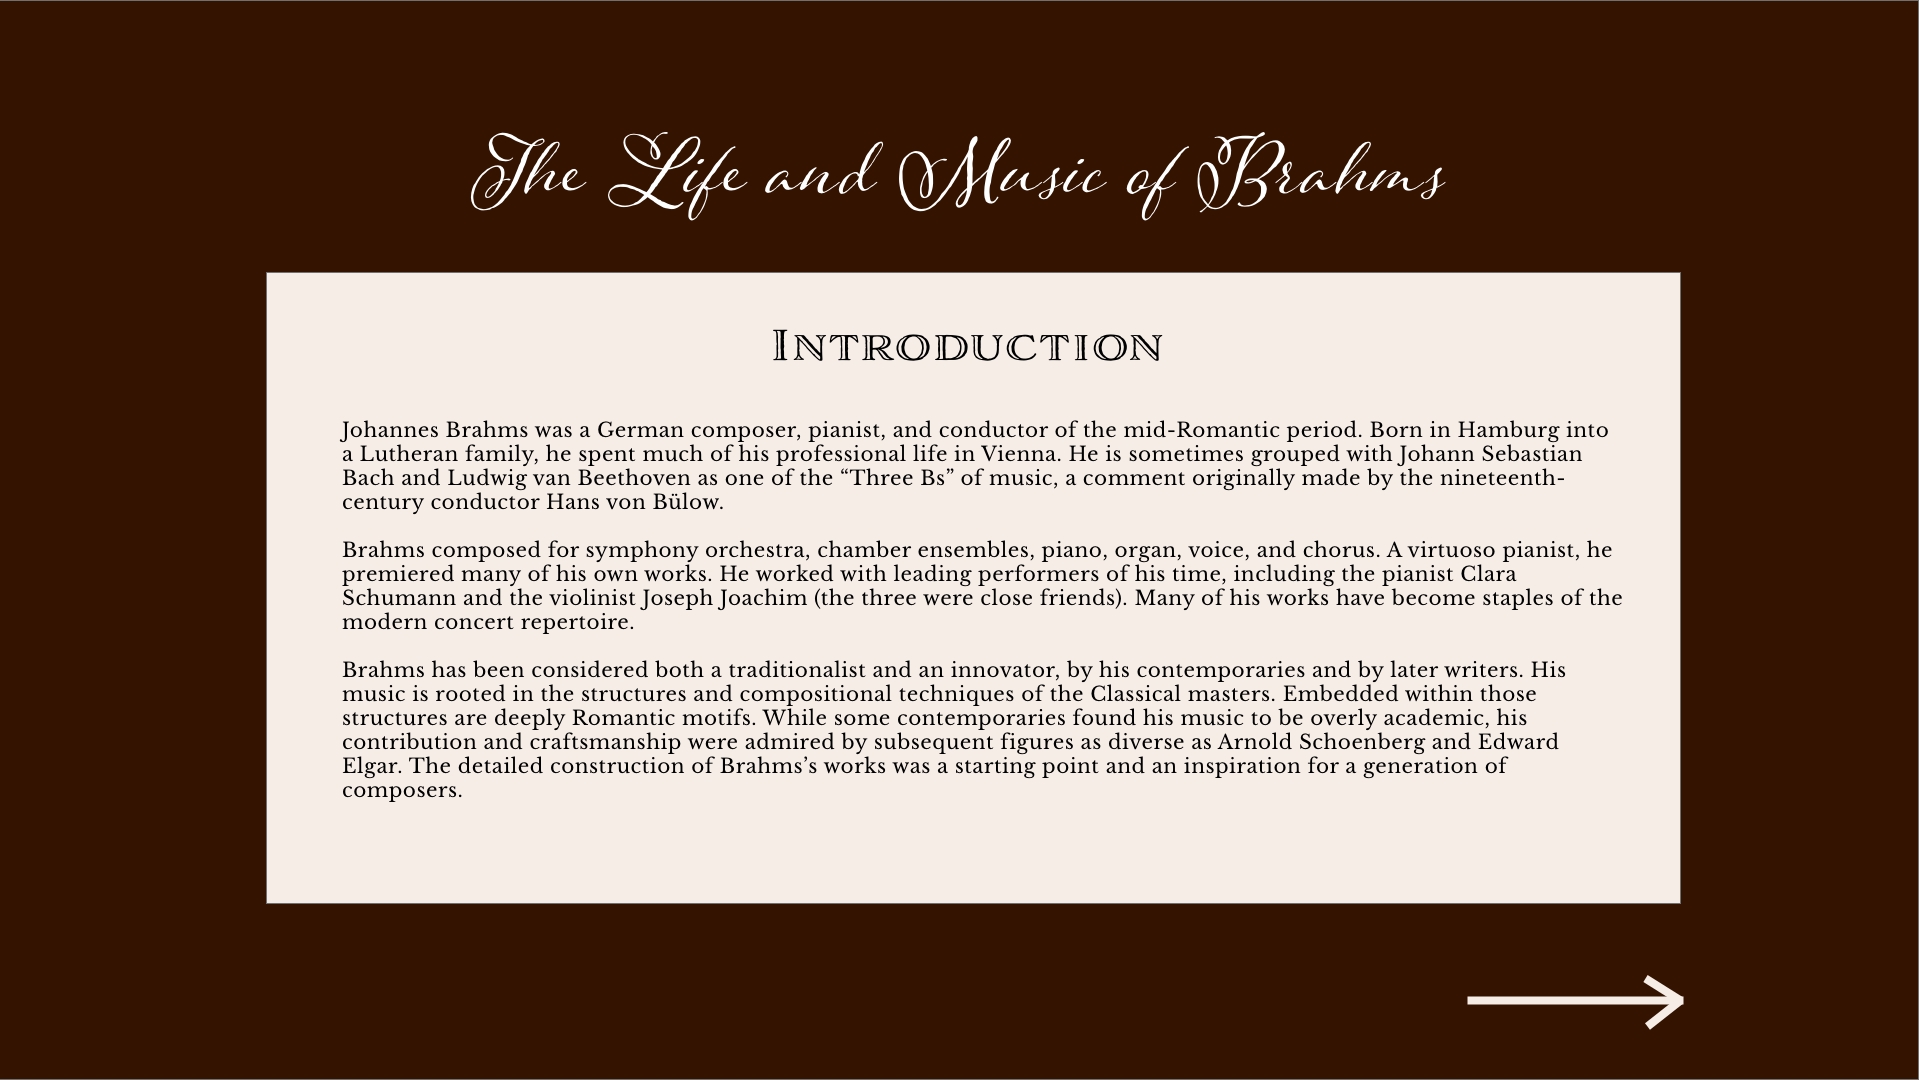 The Life and Music of Brahms
Introduction
Johannes Brahms was a German composer, pianist, and conductor of the mid-Romantic period. Born in Hamburg into
a Lutheran family, he spent much of his professional life in Vienna. He is sometimes grouped with Johann Sebastian
Bach and Ludwig van Beethoven as one of the “Three Bs” of music, a comment originally made by the nineteenth-
century conductor Hans von Bülow.
Brahms composed for symphony orchestra, chamber ensembles, piano, organ, voice, and chorus. A virtuoso pianist, he
premiered many of his own works. He worked with leading performers of his time, including the pianist Clara
Schumann and the violinist Joseph Joachim (the three were close friends). Many of his works have become staples of the
modern concert repertoire.
Brahms has been considered both a traditionalist and an innovator, by his contemporaries and by later writers. His
music is rooted in the structures and compositional techniques of the Classical masters. Embedded within those
structures are deeply Romantic motifs. While some contemporaries found his music to be overly academic, his
contribution and craftsmanship were admired by subsequent figures as diverse as Arnold Schoenberg and Edward
Elgar. The detailed construction of Brahms’s works was a starting point and an inspiration for a generation of
composers.